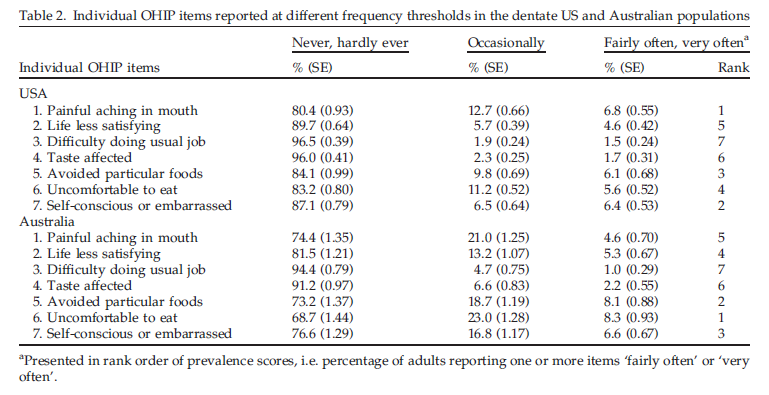 Table 2. Individual OHIP items reported at different frequency thresholds in the dentate US and Australian populations
Never, hardly ever Occasionally Fairly often, very oftenᵃ
Individual OHIP items % (SE) % (SE) % (SE) Rank
USA
1. Painful aching in mouth 80.4 (0.93) 12.7 (0.66) 6.8 (0.55) 1
2. Life less satisfying 89.7 (0.64) 5.7 (0.39) 4.6 (0.42) 5
3. Difficulty doing usual job 96.5 (0.39) 1.9 (0.24) 1.5 (0.24) 7
4. Taste affected 96.0 (0.41) 2.3 (0.25) 1.7 (0.31) 6
5. Avoided particular foods 84.1 (0.99) 9.8 (0.69) 6.1 (0.68) 3
6. Uncomfortable to eat 83.2 (0.80) 11.2 (0.52) 5.6 (0.52) 4
7. Self-conscious or embarrassed 87.1 (0.79) 6.5 (0.64) 6.4 (0.53) 2
Australia
1. Painful aching in mouth 74.4 (1.35) 21.0 (1.25) 4.6 (0.70) 5
2. Life less satisfying 81.5 (1.21) 13.2 (1.07) 5.3 (0.67) 4
3. Difficulty doing usual job 94.4 (0.79) 4.7 (0.75) 1.0 (0.29) 7
4. Taste affected 91.2 (0.97) 6.6 (0.83) 2.2 (0.55) 6
5. Avoided particular foods 73.2 (1.37) 18.7 (1.19) 8.1 (0.88) 2
6. Uncomfortable to eat 68.7 (1.44) 23.0 (1.28) 8.3 (0.93) 1
7. Self-conscious or embarrassed 76.6 (1.29) 16.8 (1.17) 6.6 (0.67) 3
ᵃPresented in rank order of prevalence scores, i.e. percentage of adults reporting one or more items ‘fairly often’ or ‘very
often’.